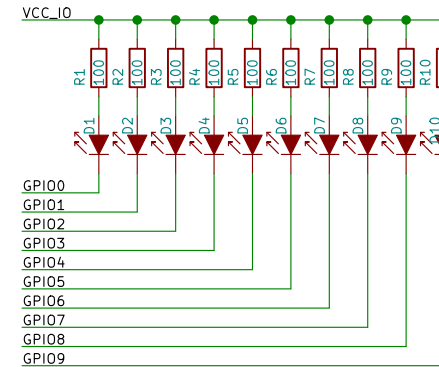 VCC_IO
R1 100 R2 100 R3 100 R4 100 R5 100 R6 100 R7 100 R8 100 R9 100 R10
D1 D2 D3 D4 D5 D6 D7 D8 D9 D10
GPIO0
GPIO1
GPIO2
GPIO3
GPIO4
GPIO5
GPIO6
GPIO7
GPIO8
GPIO9